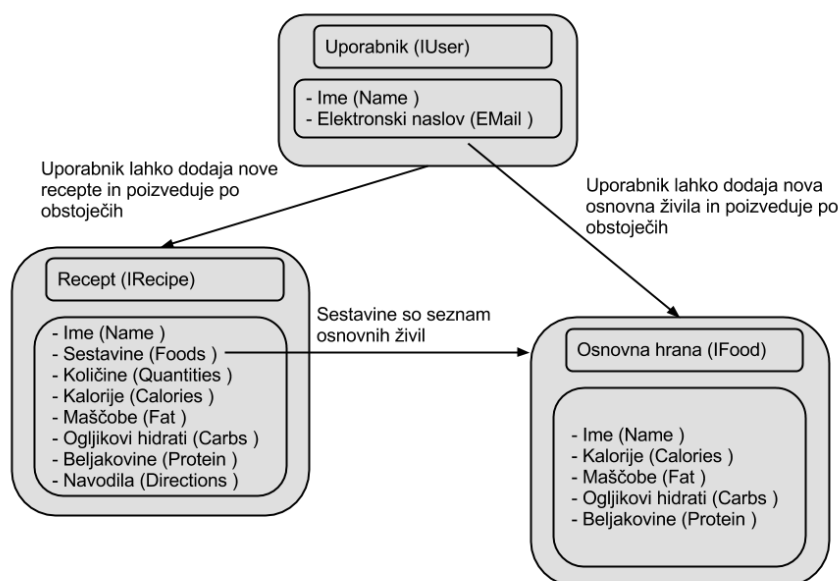 Uporabnik (IUser)
- Ime (Name )
- Elektronski naslov (EMail )
Uporabnik lahko dodaja nove
recepte in poizveduje po
obstoječih
Uporabnik lahko dodaja nova
osnovna živila in poizveduje po
obstoječih
Recept (IRecipe)
- Ime (Name )
- Sestavine (Foods )
- Količine (Quantities )
- Kalorije (Calories )
- Maščobe (Fat )
- Ogljikovi hidrati (Carbs )
- Beljakovine (Protein )
- Navodila (Directions )
Sestavine so seznam
osnovnih živil
Osnovna hrana (IFood)
- Ime (Name )
- Kalorije (Calories )
- Maščobe (Fat )
- Ogljikovi hidrati (Carbs )
- Beljakovine (Protein )